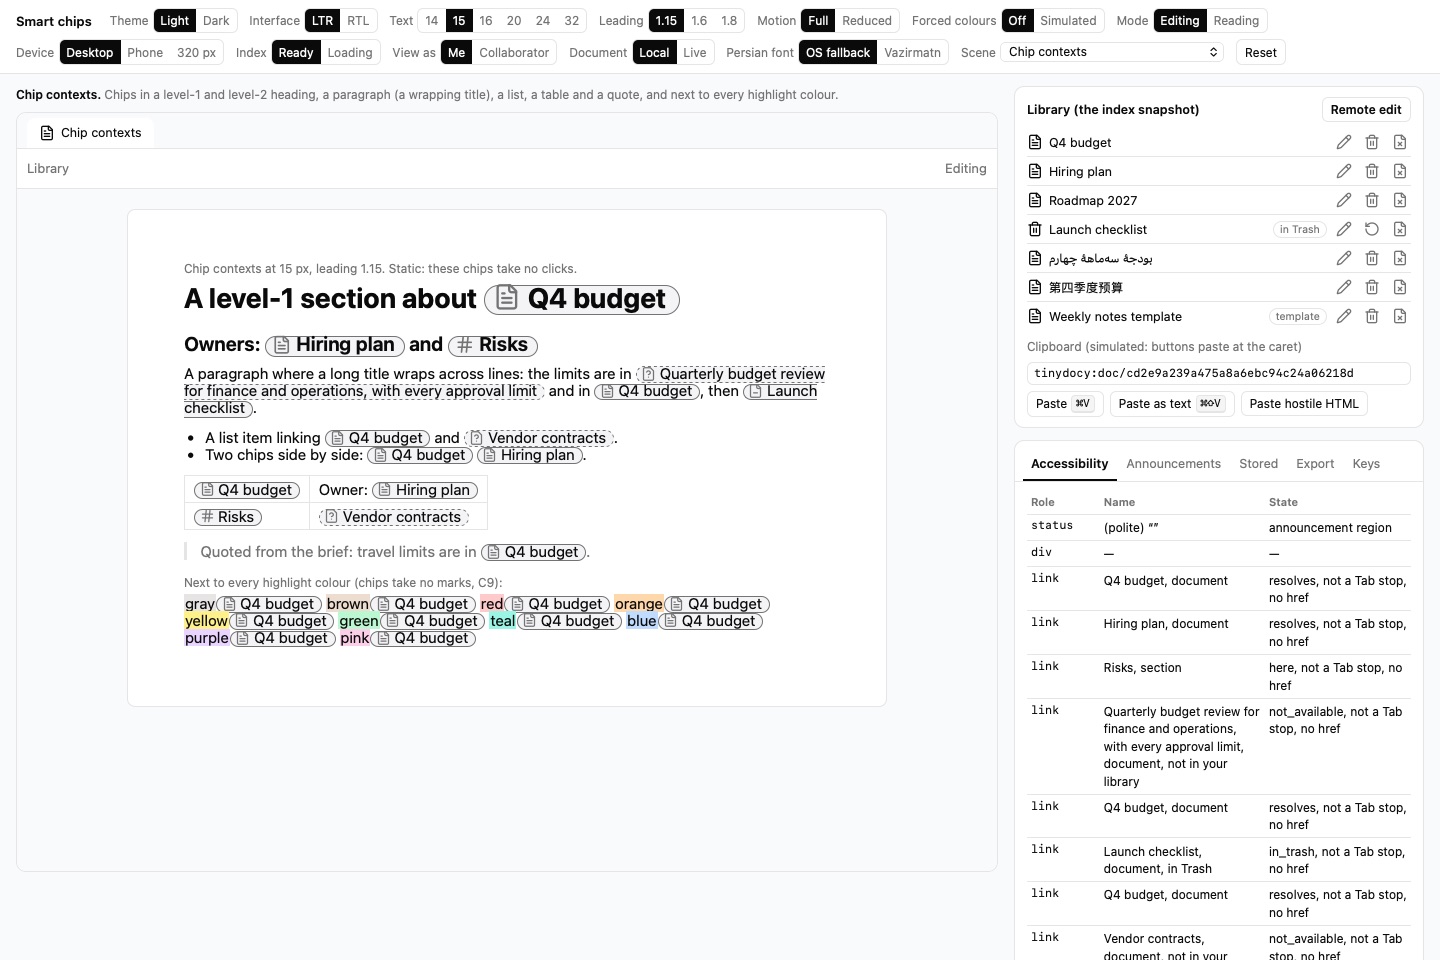 Smart chips Theme Light Dark Interface LTR RTL Text 14 15 16 20 24 32 Leading 1.15 1.6 1.8 Motion Full Reduced Forced colours Off Simulated Mode Editing Reading
Device Desktop Phone 320 px Index Ready Loading View as Me Collaborator Document Local Live Persian font OS fallback Vazirmatn Scene Chip contexts Reset
Chip contexts. Chips in a level-1 and level-2 heading, a paragraph (a wrapping title), a list, a table and a quote, and next to every highlight colour.
Chip contexts
Library Editing
Chip contexts at 15 px, leading 1.15. Static: these chips take no clicks.
A level-1 section about Q4 budget
Owners: Hiring plan and Risks
A paragraph where a long title wraps across lines: the limits are in Quarterly budget review
for finance and operations, with every approval limit and in Q4 budget, then Launch
checklist.
• A list item linking Q4 budget and Vendor contracts.
• Two chips side by side: Q4 budget Hiring plan.
Q4 budget Owner: Hiring plan
Risks Vendor contracts
Quoted from the brief: travel limits are in Q4 budget.
Next to every highlight colour (chips take no marks, C9):
gray Q4 budget brown Q4 budget red Q4 budget orange Q4 budget
yellow Q4 budget green Q4 budget teal Q4 budget blue Q4 budget
purple Q4 budget pink Q4 budget
Library (the index snapshot) Remote edit
Q4 budget
Hiring plan
Roadmap 2027
Launch checklist in Trash
بودجهٔ سه‌ماههٔ چهارم
第四季度预算
Weekly notes template template
Clipboard (simulated: buttons paste at the caret)
tinydocy:doc/cd2e9a239a475a8a6ebc94c24a06218d
Paste ⌘V Paste as text ⌘⇧V Paste hostile HTML
Accessibility Announcements Stored Export Keys
Role Name State
status (polite) “” announcement region
div — —
link Q4 budget, document resolves, not a Tab stop,
no href
link Hiring plan, document resolves, not a Tab stop,
no href
link Risks, section here, not a Tab stop, no
href
link Quarterly budget review for not_available, not a Tab
finance and operations, stop, no href
with every approval limit,
document, not in your
library
link Q4 budget, document resolves, not a Tab stop,
no href
link Launch checklist, in_trash, not a Tab stop,
document, in Trash no href
link Q4 budget, document resolves, not a Tab stop,
no href
link Vendor contracts, not_available, not a Tab
document, not in your stop, no href